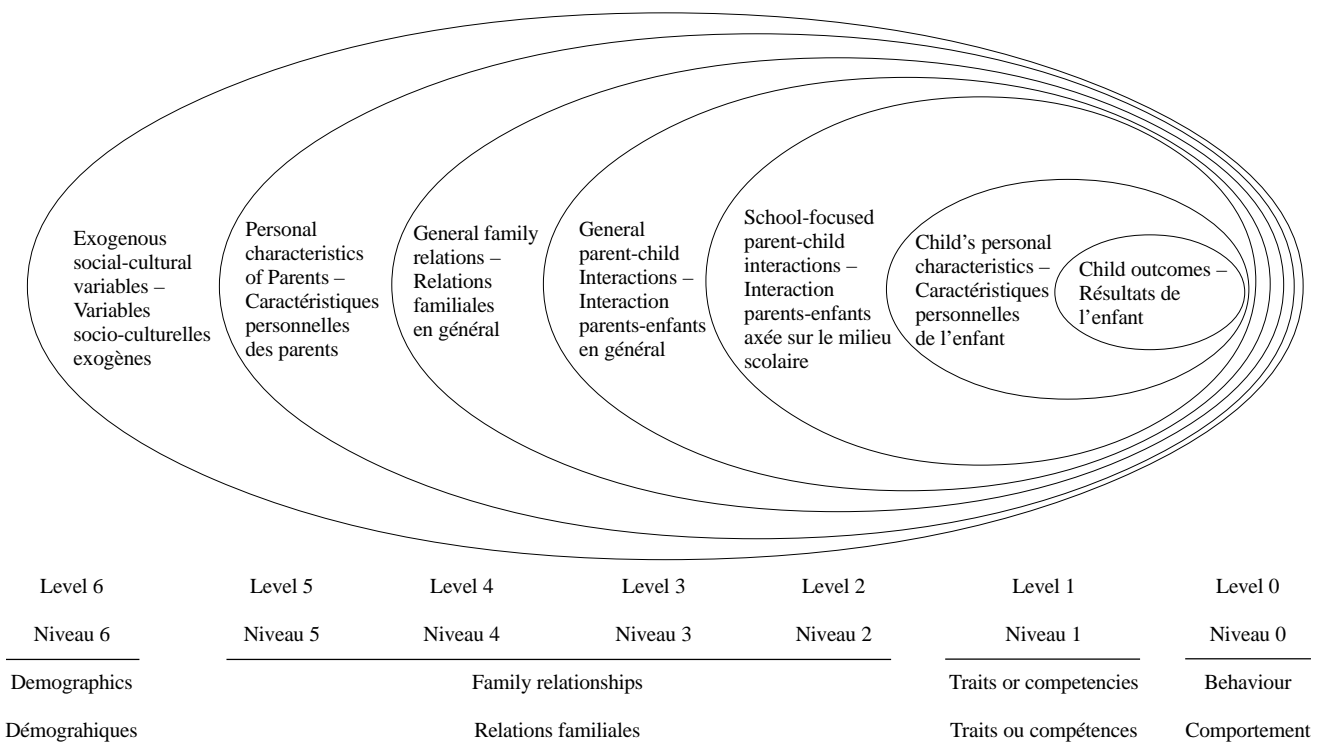 Exogenous
social-cultural
variables –
Variables
socio-culturelles
exogènes
Personal
characteristics
of Parents –
Caractéristiques
personnelles
des parents
General family
relations –
Relations
familiales
en général
General
parent-child
Interactions –
Interaction
parents-enfants
en général
School-focused
parent-child
interactions –
Interaction
parents-enfants
axée sur le milieu
scolaire
Child’s personal
characteristics –
Caractéristiques
personnelles
de l’enfant
Child outcomes –
Résultats de
l’enfant
Level 6 Level 5 Level 4 Level 3 Level 2 Level 1 Level 0
Niveau 6 Niveau 5 Niveau 4 Niveau 3 Niveau 2 Niveau 1 Niveau 0
Demographics Family relationships Traits or competencies Behaviour
Démograhiques Relations familiales Traits ou compétences Comportement